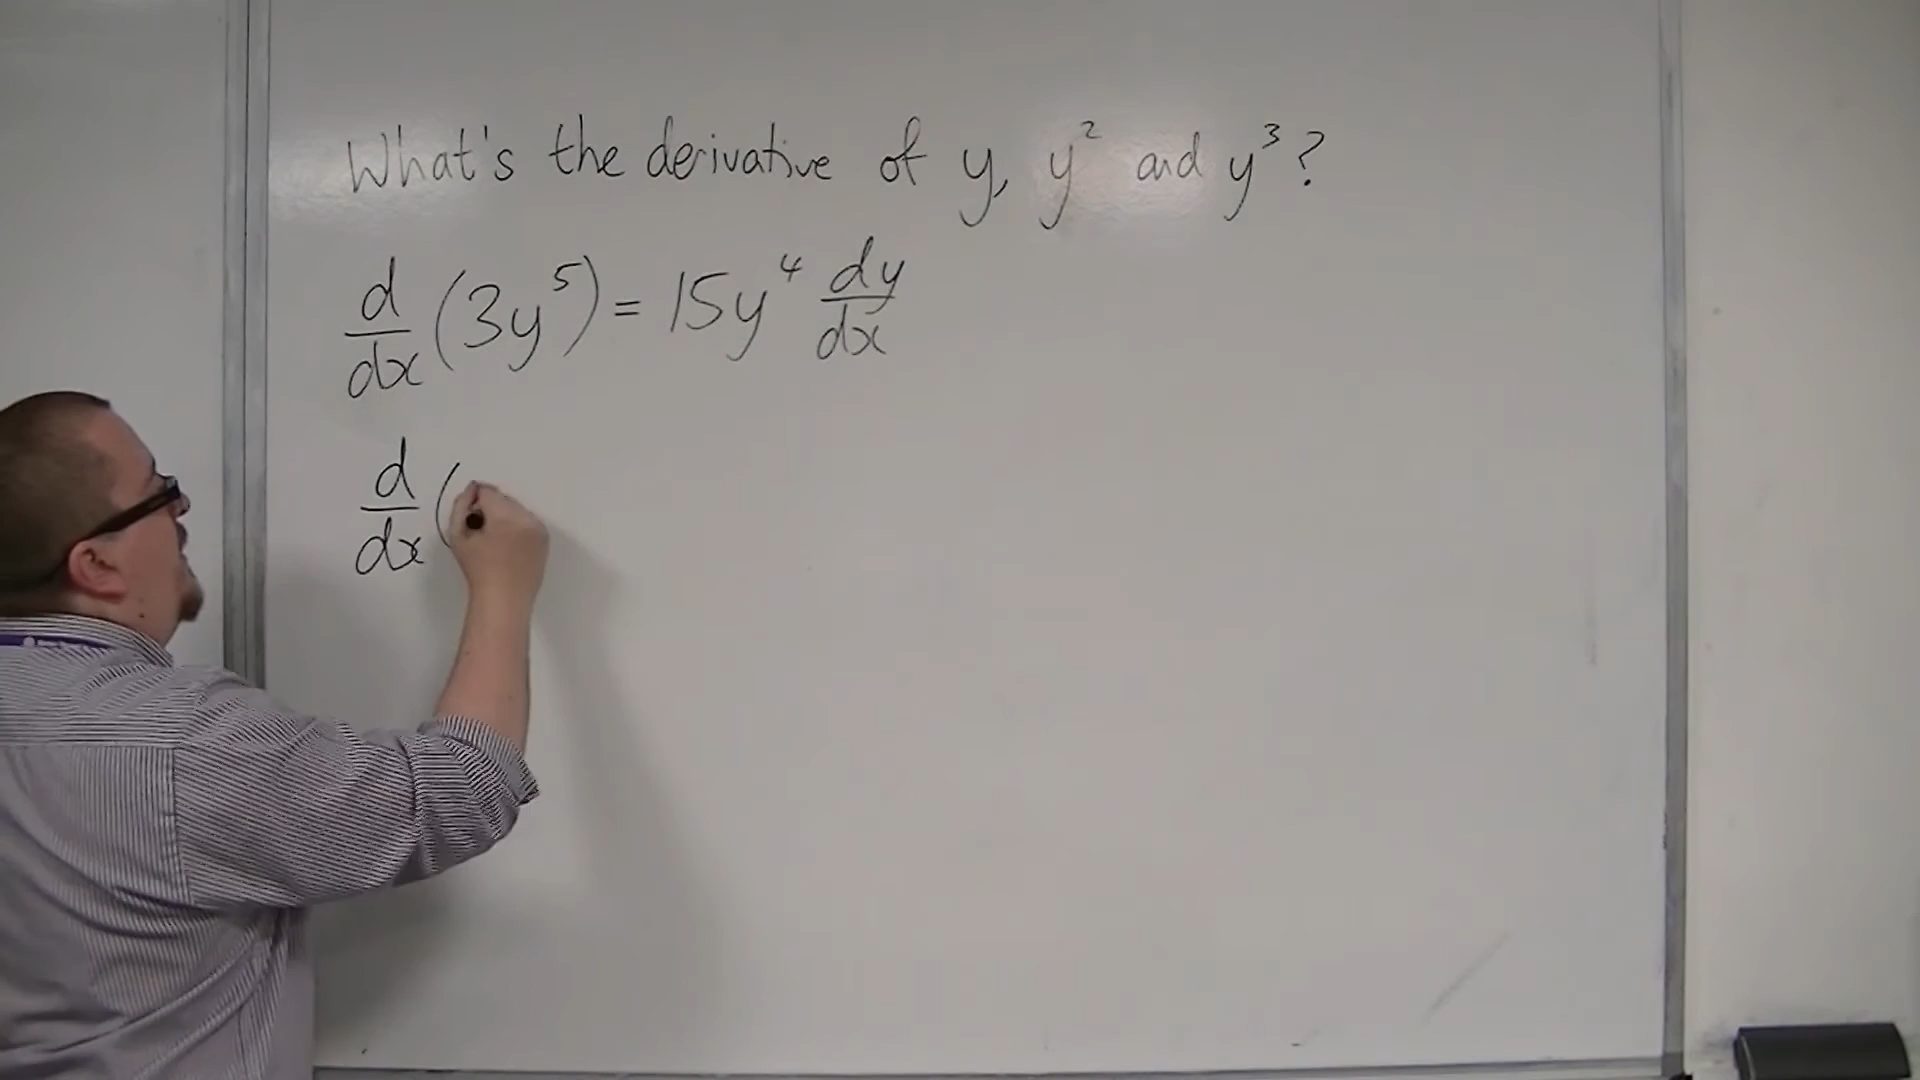 What's the derivative of y, y² and y³?
d/dx (3y⁵) = 15y⁴ dy/dx
d/dx (